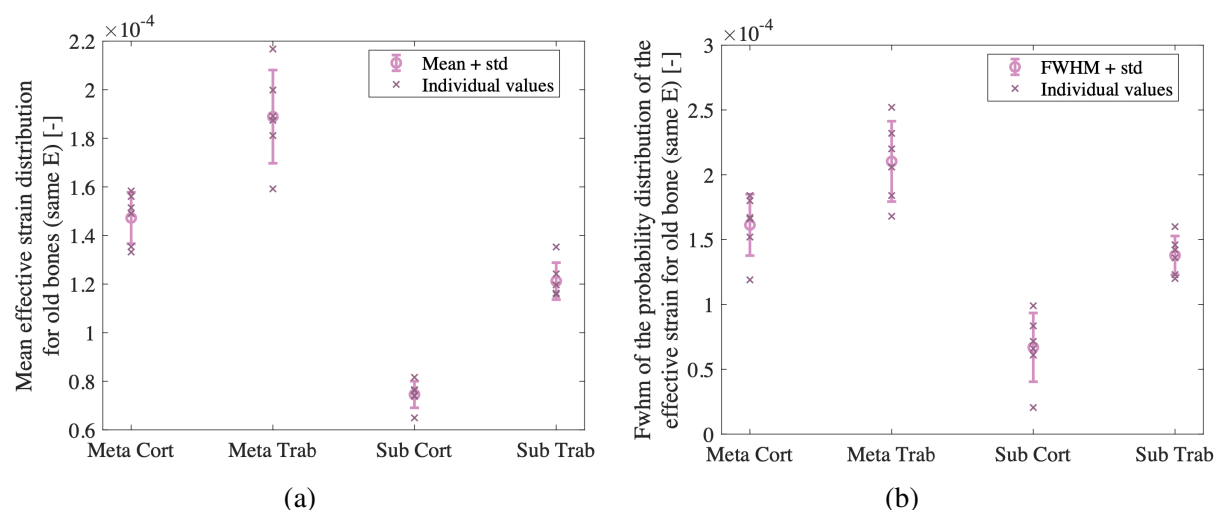 ×10⁻⁴
2.2
2
1.8
1.6
1.4
1.2
1
0.8
0.6
Mean effective strain distribution
for old bones (same E) [-]
Mean + std
Individual values
Meta Cort
Meta Trab
Sub Cort
Sub Trab
(a)
×10⁻⁴
3
2.5
2
1.5
1
0.5
0
Fwhm of the probability distribution of the
effective strain for old bone (same E) [-]
FWHM + std
Individual values
Meta Cort
Meta Trab
Sub Cort
Sub Trab
(b)